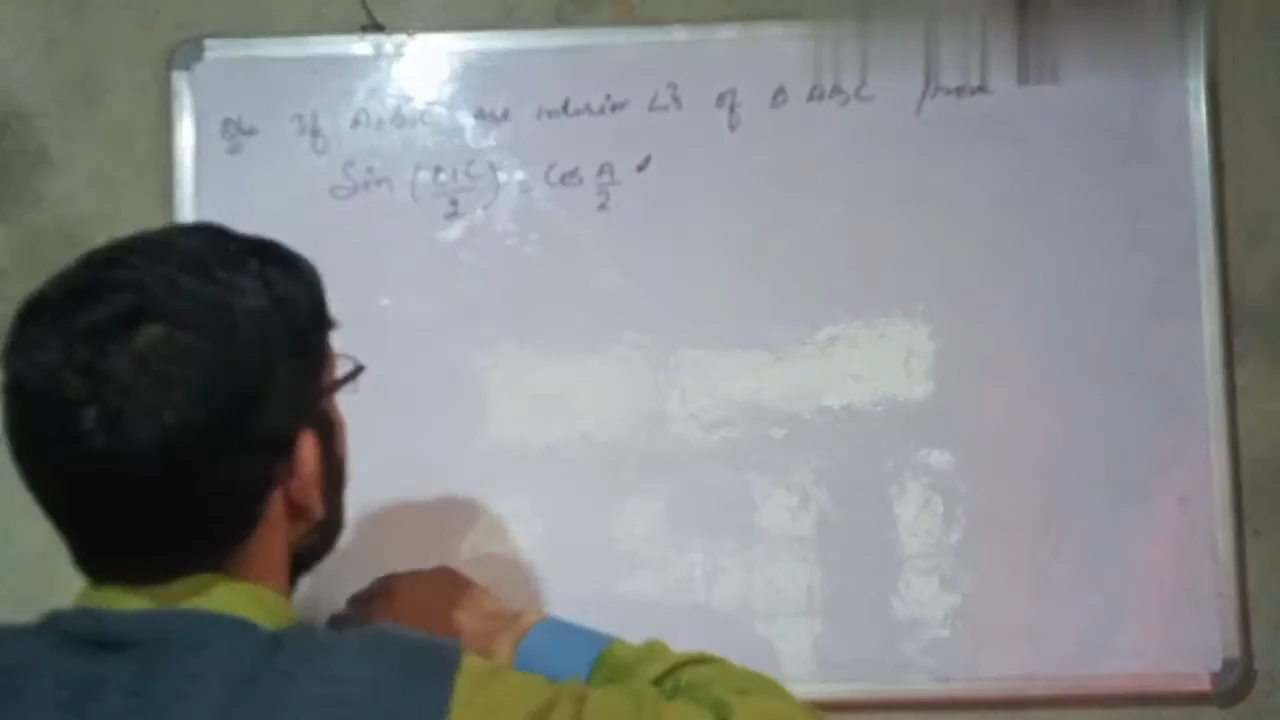 If A, B, C are interior ∠'s of Δ ABC prove
Sin (B+C/2) = Cos A/2